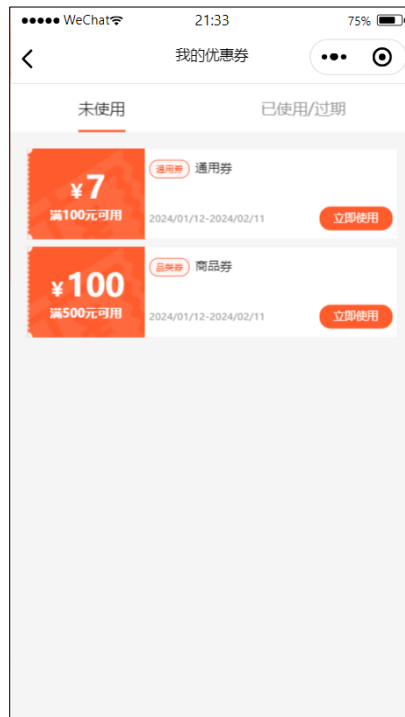 WeChat
21:33
75%
我的优惠券
未使用
已使用/过期
¥7
满100元可用
通用券
通用券
2024/01/12-2024/02/11
立即使用
¥100
满500元可用
品类券
商品券
2024/01/12-2024/02/11
立即使用